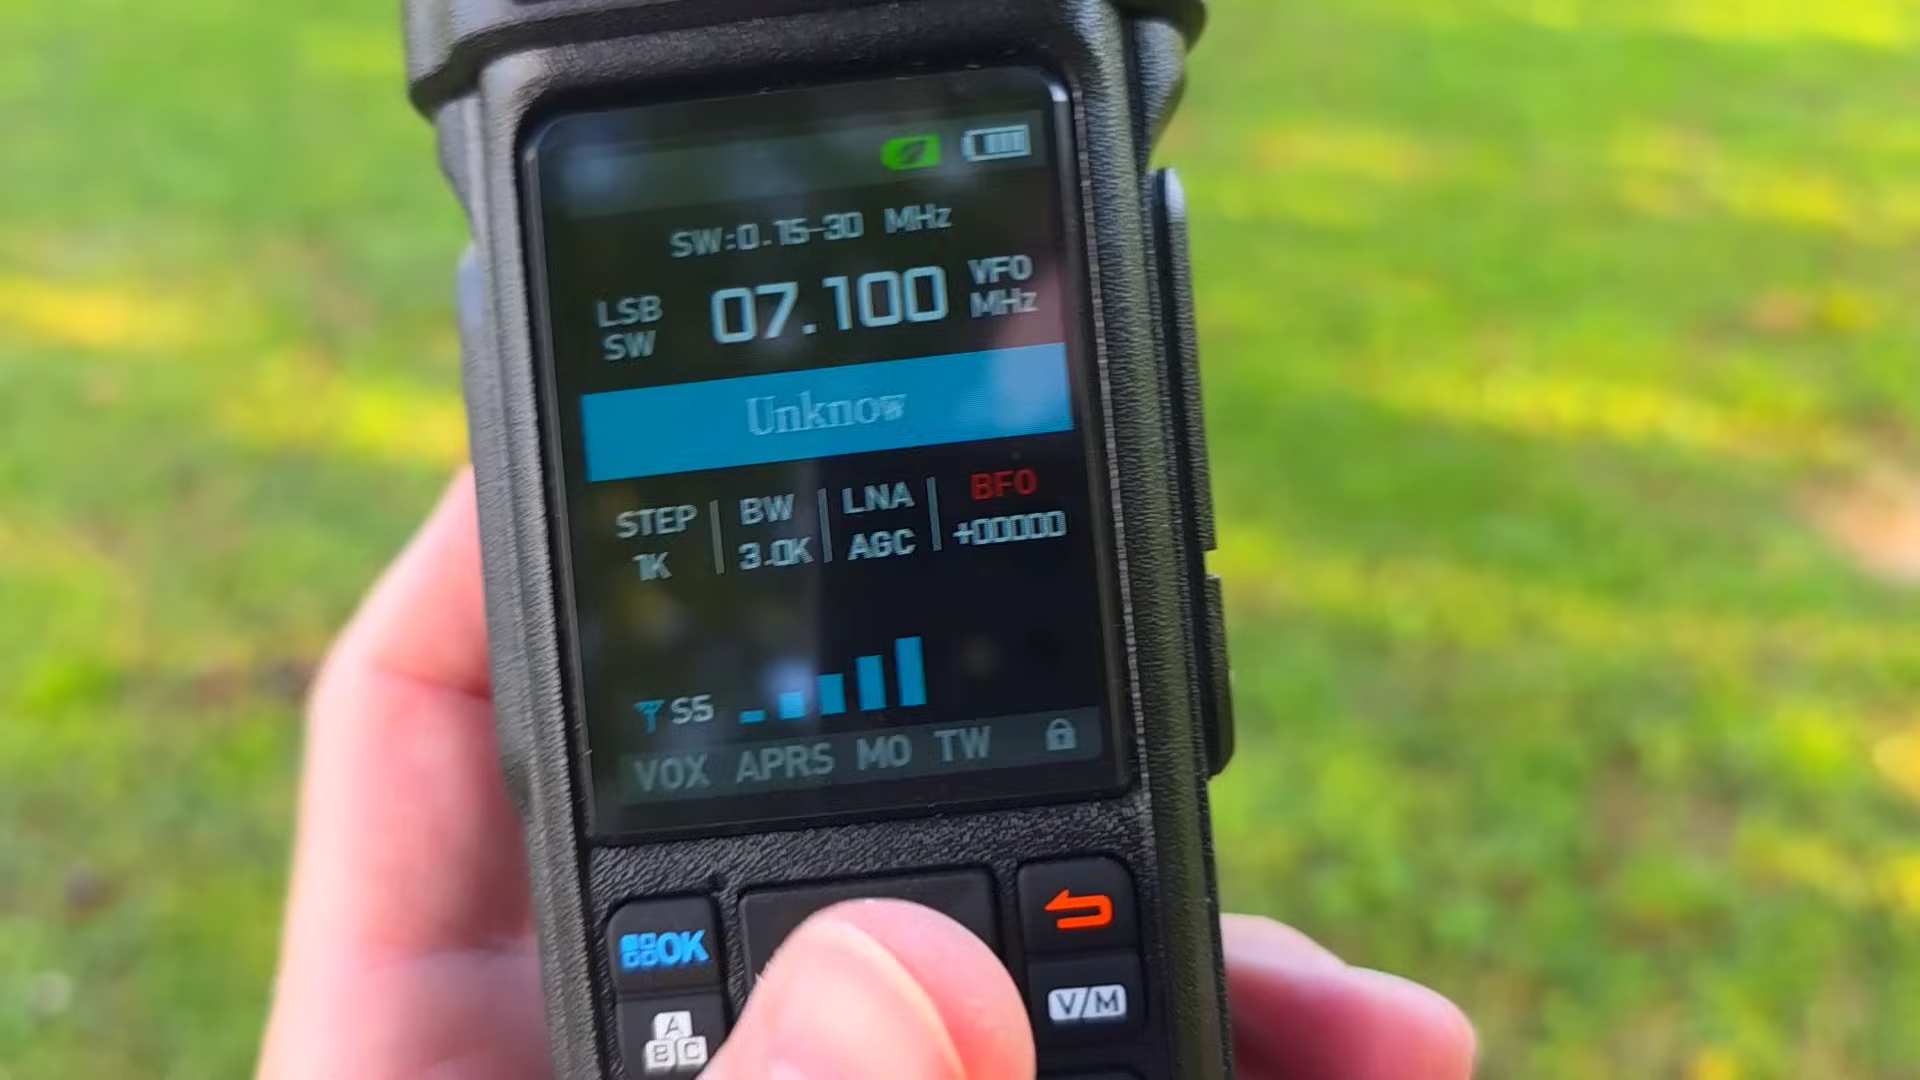 SW:0.15-30 MHz
LSB 07.100 VFO
SW MHz
Unknow
STEP BW LNA BFO
1K 3.0K AGC +00000
S5
VOX APRS MO TW
OK
V/M
A
B C